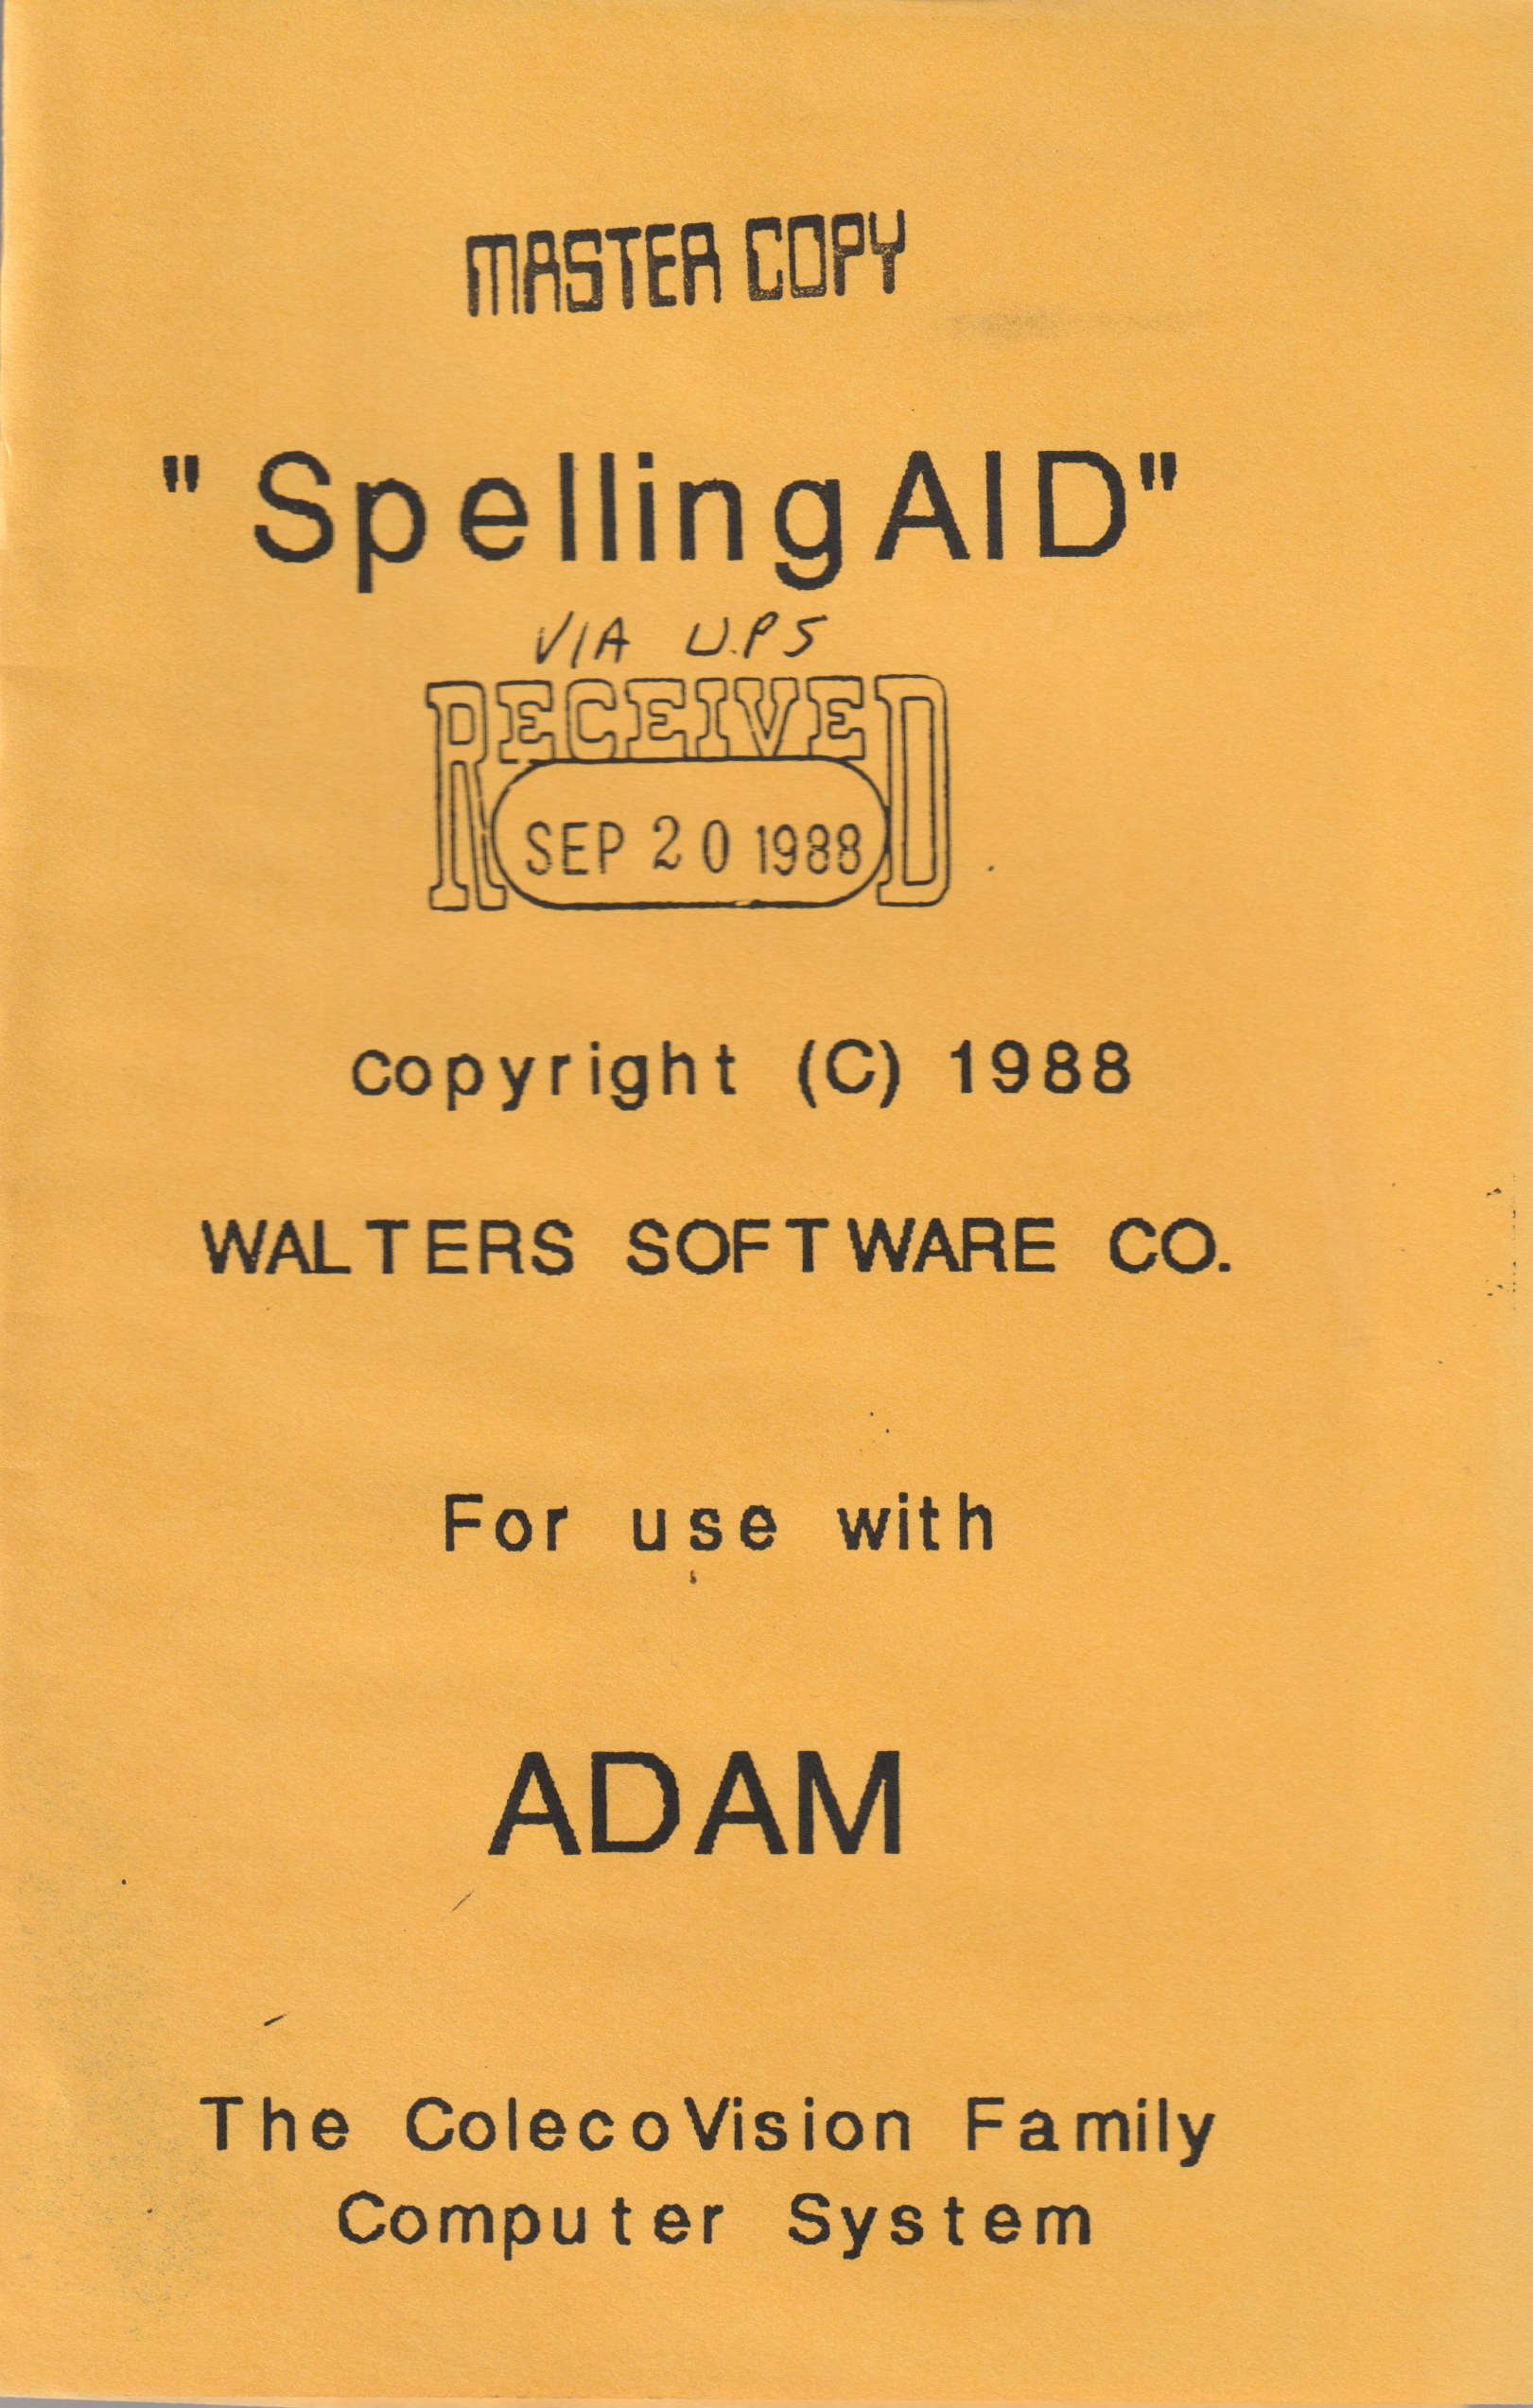 MASTER COPY
"SpellingAID"
VIA U.P.S
RECEIVED
SEP 20 1988
copyright (C) 1988
WALTERS SOFTWARE CO.
For use with
ADAM
The ColecoVision Family
Computer System